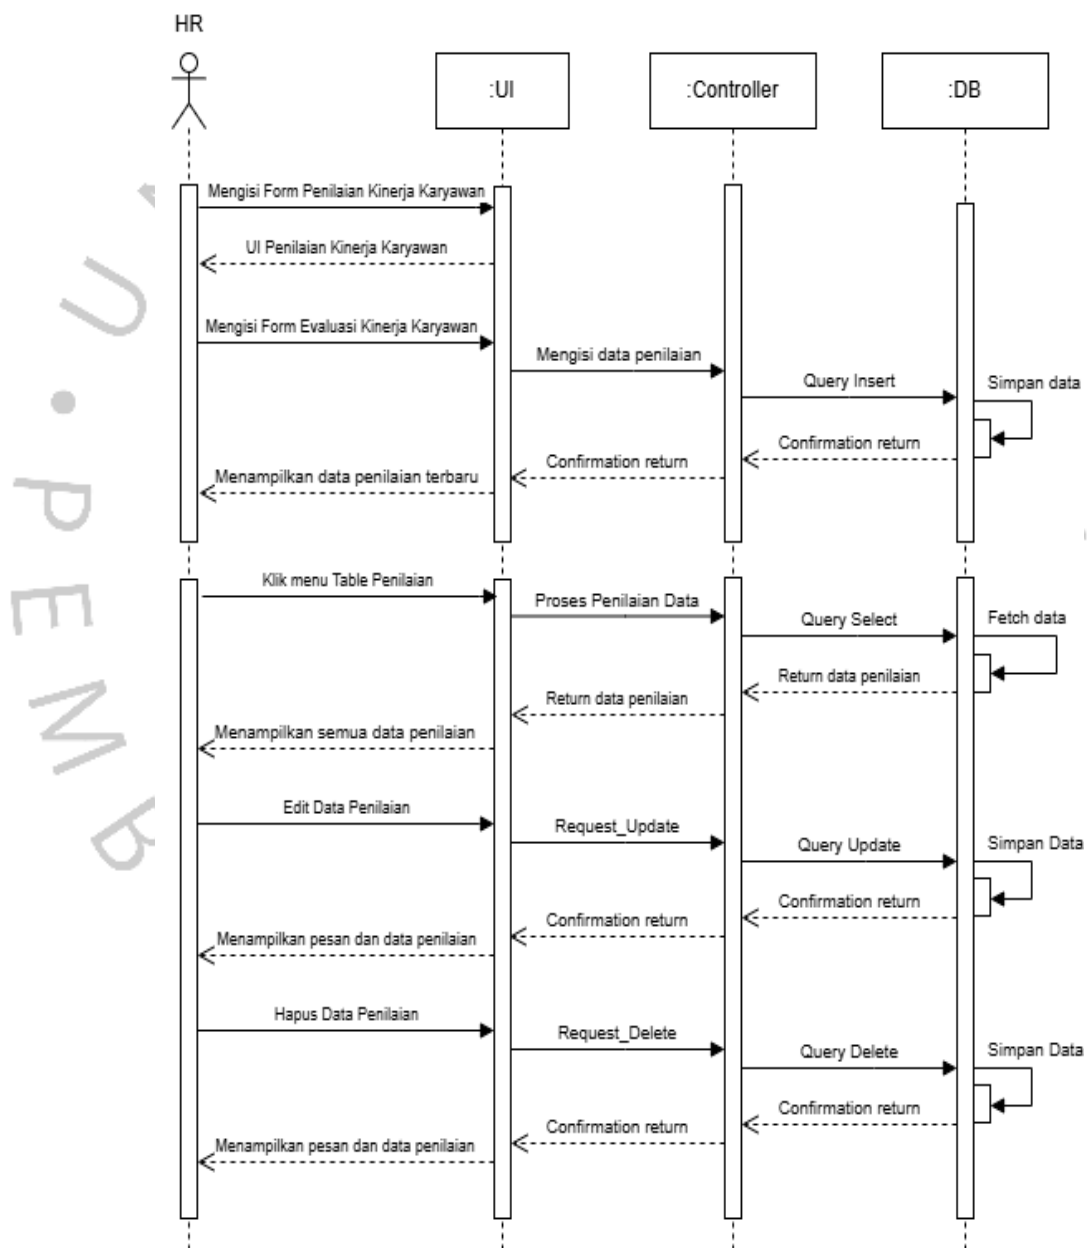 HR
:UI
:Controller
:DB
Mengisi Form Penilaian Kinerja Karyawan
UI Penilaian Kinerja Karyawan
Mengisi Form Evaluasi Kinerja Karyawan
Mengisi data penilaian
Query Insert
Simpan data
Confirmation return
Confirmation return
Menampilkan data penilaian terbaru
Klik menu Table Penilaian
Proses Penilaian Data
Query Select
Fetch data
Return data penilaian
Return data penilaian
Menampilkan semua data penilaian
Edit Data Penilaian
Request_Update
Query Update
Simpan Data
Confirmation return
Confirmation return
Menampilkan pesan dan data penilaian
Hapus Data Penilaian
Request_Delete
Query Delete
Simpan Data
Confirmation return
Confirmation return
Menampilkan pesan dan data penilaian
U • PEMB